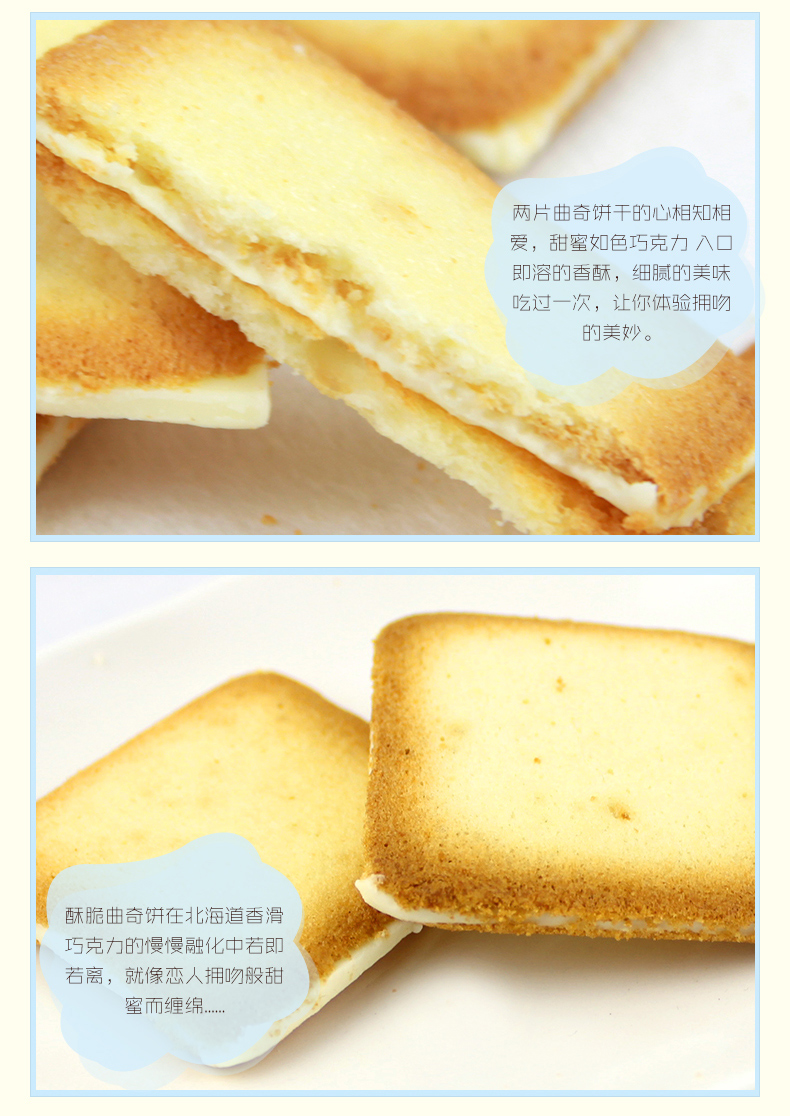 两片曲奇饼干的心相知相
爱，甜蜜如色巧克力 入口
即溶的香酥，细腻的美味
吃过一次，让你体验拥吻
的美妙。
酥脆曲奇饼在北海道香滑
巧克力的慢慢融化中若即
若离，就像恋人拥吻般甜
蜜而缠绵......